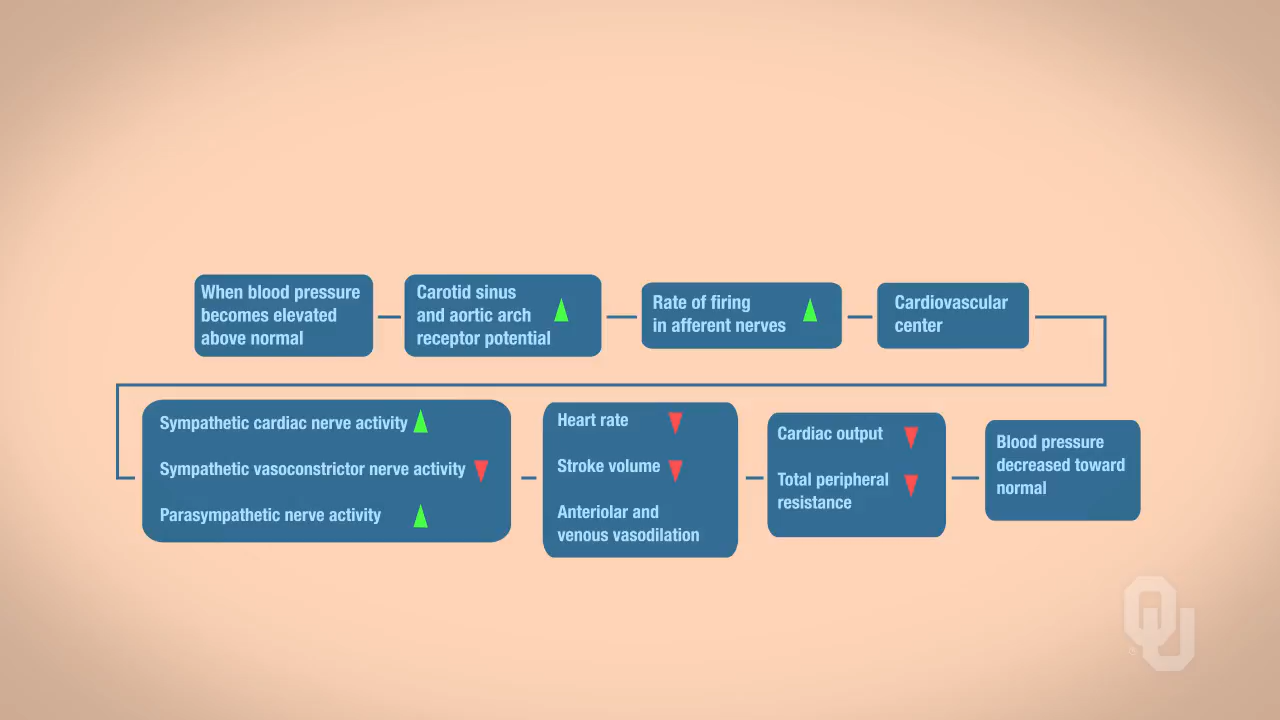 When blood pressure
becomes elevated
above normal
Carotid sinus
and aortic arch
receptor potential
Rate of firing
in afferent nerves
Cardiovascular
center
Sympathetic cardiac nerve activity
Sympathetic vasoconstrictor nerve activity
Parasympathetic nerve activity
Heart rate
Stroke volume
Anteriolar and
venous vasodilation
Cardiac output
Total peripheral
resistance
Blood pressure
decreased toward
normal
OU